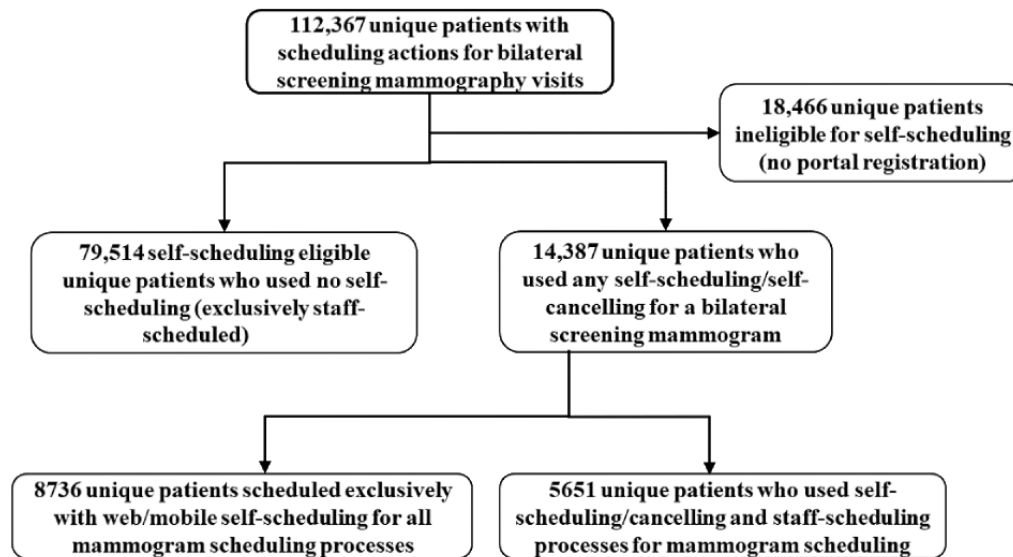 112,367 unique patients with
scheduling actions for bilateral
screening mammography visits
18,466 unique patients
ineligible for self-scheduling
(no portal registration)
79,514 self-scheduling eligible
unique patients who used no self-
scheduling (exclusively staff-
scheduled)
14,387 unique patients who
used any self-scheduling/self-
cancelling for a bilateral
screening mammogram
8736 unique patients scheduled exclusively
with web/mobile self-scheduling for all
mammogram scheduling processes
5651 unique patients who used self-
scheduling/cancelling and staff-scheduling
processes for mammogram scheduling